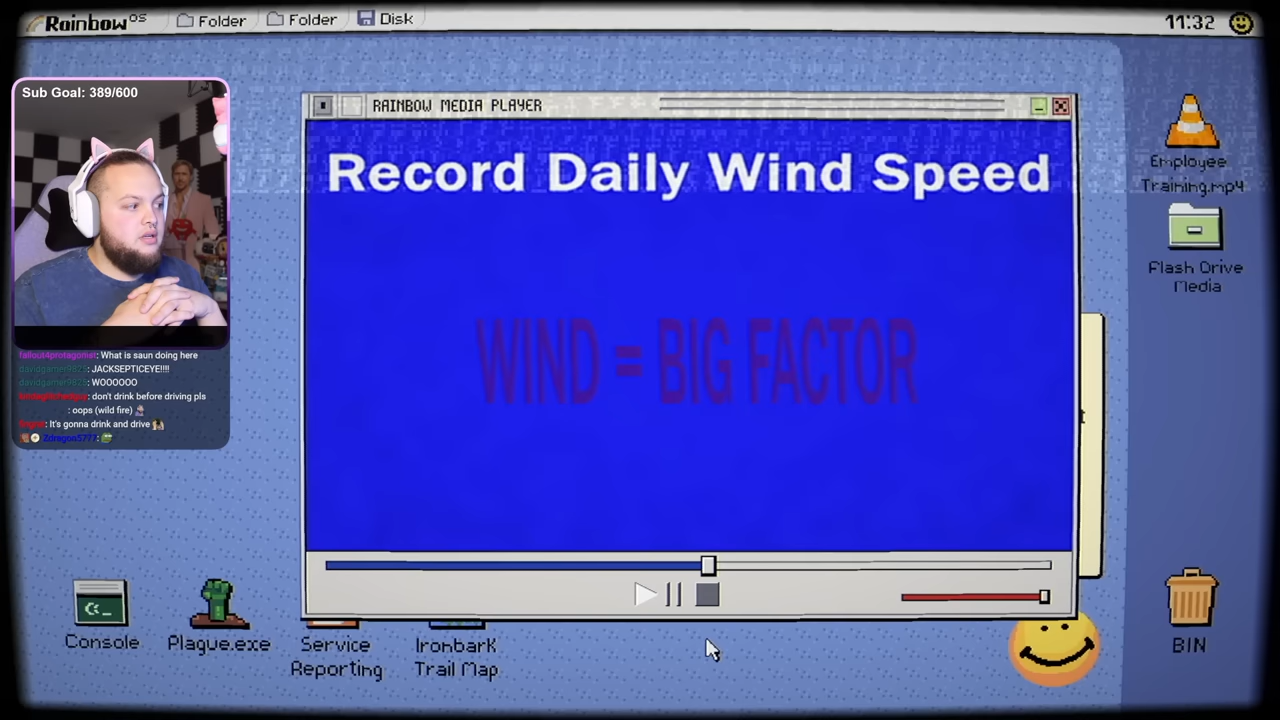 RainbowOS
Folder
Folder
Disk
11:32
Sub Goal: 389/600
RAINBOW MEDIA PLAYER
Record Daily Wind Speed
WIND = BIG FACTOR
Employee
Training.mp4
Flash Drive
Media
: What is saun doing here
: JACKSEPTICEYE!!!!
: WOOOOOO
: don't drink before driving pls
: oops (wild fire)
: It's gonna drink and drive
Zdragon5777:
Console
Plague.exe
Service
Reporting
Ironbark
Trail Map
BIN